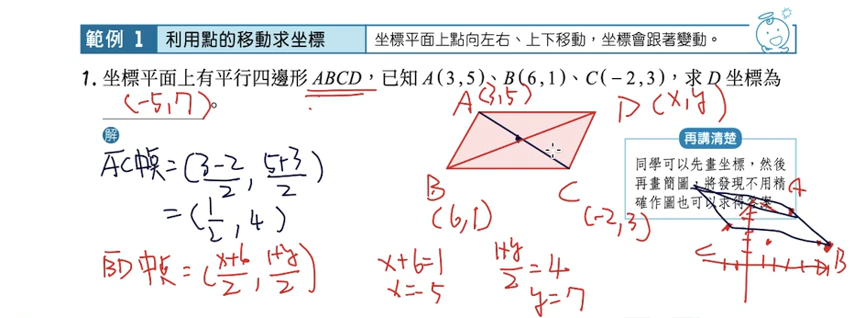 範例 1 利用點的移動求坐標 坐標平面上點向左右、上下移動，坐標會跟著變動。
1. 坐標平面上有平行四邊形 ABCD，已知 A(3,5)、B(6,1)、C(-2,3)，求 D 坐標為
(-5,7)。
A(3,5) D(x,y)
解
再講清楚
同學可以先畫坐標，然後
再畫簡圖，將發現不用精
確作圖也可以求得答案
AC中點=(3-2/2, 5+3/2)
=(1/2, 4)
B
(6,1)
C
(-2,3)
BD中點=(x+6/2, 1+y/2)
x+6=1
x=-5
1+y/2=4
y=7
A
C
B